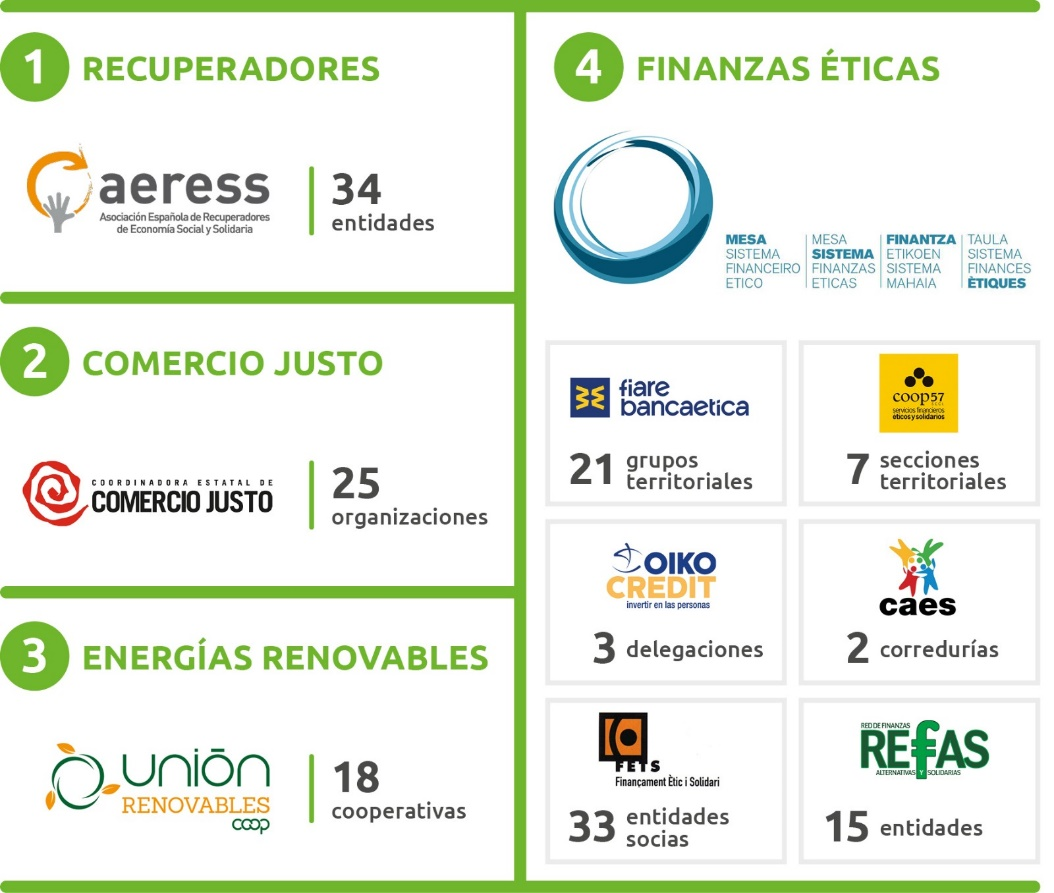 1 RECUPERADORES
aeress
Asociación Española de Recuperadores
de Economía Social y Solidaria
34
entidades
2 COMERCIO JUSTO
COORDINADORA ESTATAL DE
COMERCIO JUSTO
25
organizaciones
3 ENERGÍAS RENOVABLES
UNIÓN
RENOVABLES
coop
18
cooperativas
4 FINANZAS ÉTICAS
MESA
SISTEMA
FINANCEIRO
ETICO
MESA
SISTEMA
FINANZAS
ETICAS
FINANTZA
ETIKOEN
SISTEMA
MAHAIA
TAULA
SISTEMA
FINANCES
ÈTIQUES
fiare
bancaetica
21 grupos
territoriales
coop57
servicios financieros
éticos y solidarios
7 secciones
territoriales
OIKO
CREDIT
invertir en las personas
3 delegaciones
caes
2 corredurías
FETS
Finançament Ètic i Solidari
33 entidades
socias
RED DE FINANZAS
REFAS
ALTERNATIVAS Y SOLIDARIAS
15 entidades